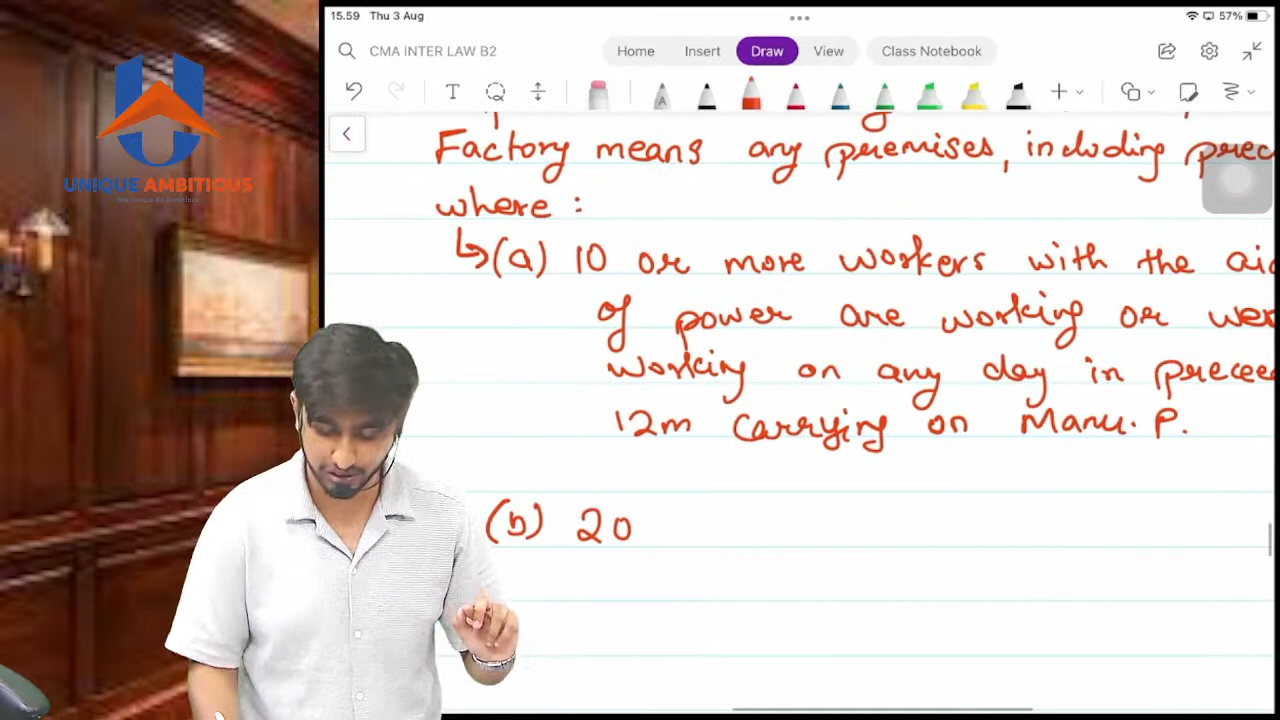 15.59 Thu 3 Aug
57%
CMA INTER LAW B2
Home Insert Draw View Class Notebook
UNIQUE AMBITIOUS
Factory means any premises, including prec
where :
(a) 10 or more workers with the aid
of power are working or wer
working on any day in precee
12m carrying on Manu. P.
(b) 20